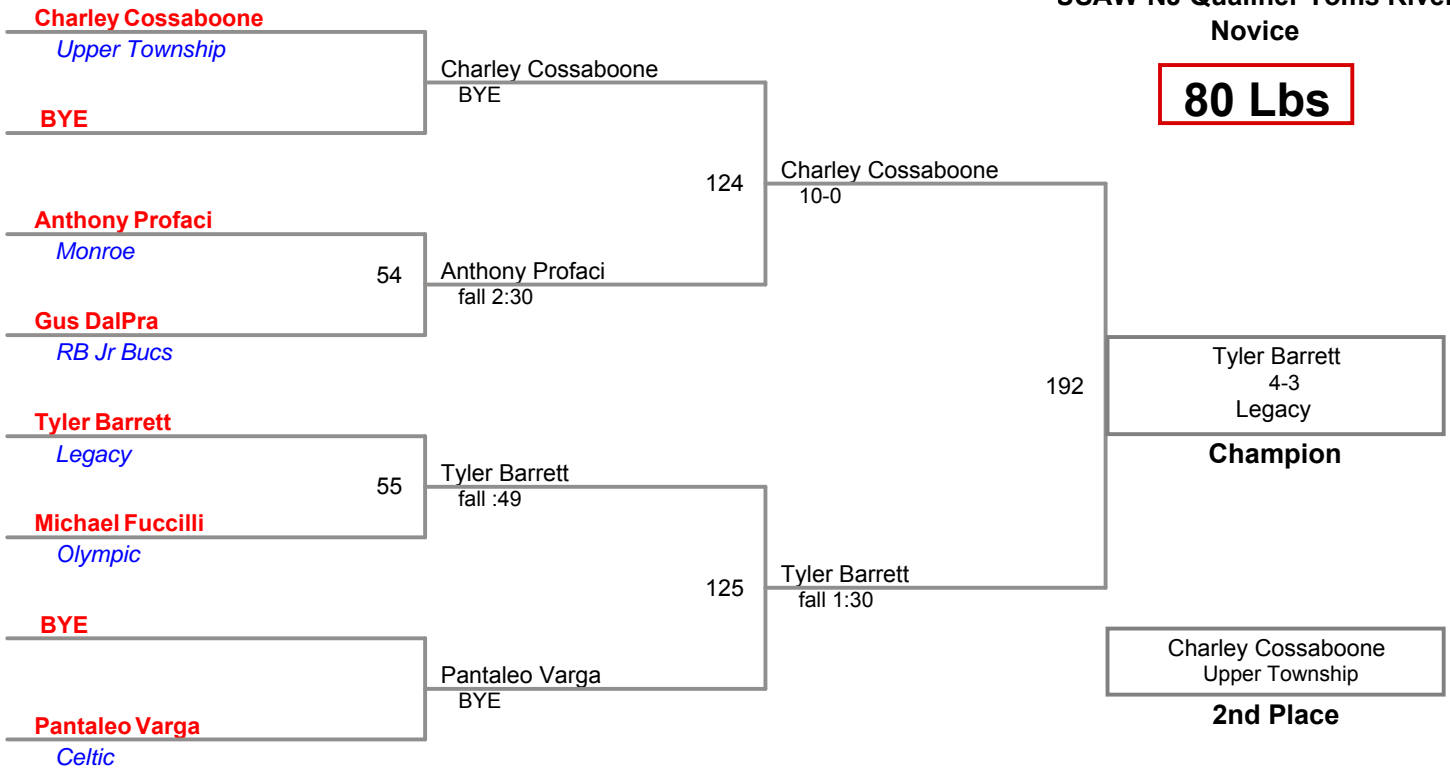 Novice
80 Lbs
Charley Cossaboone
Upper Township
BYE
Anthony Profaci
Monroe
Gus DalPra
RB Jr Bucs
Tyler Barrett
Legacy
Michael Fuccilli
Olympic
BYE
Pantaleo Varga
Celtic
54
55
Charley Cossaboone
BYE
Anthony Profaci
fall 2:30
Tyler Barrett
fall :49
Pantaleo Varga
BYE
124
125
Charley Cossaboone
10-0
Tyler Barrett
fall 1:30
192
Tyler Barrett
4-3
Legacy
Champion
Charley Cossaboone
Upper Township
2nd Place